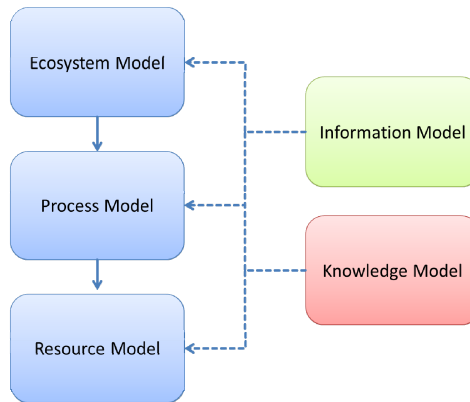 Ecosystem Model
Information Model
Process Model
Knowledge Model
Resource Model